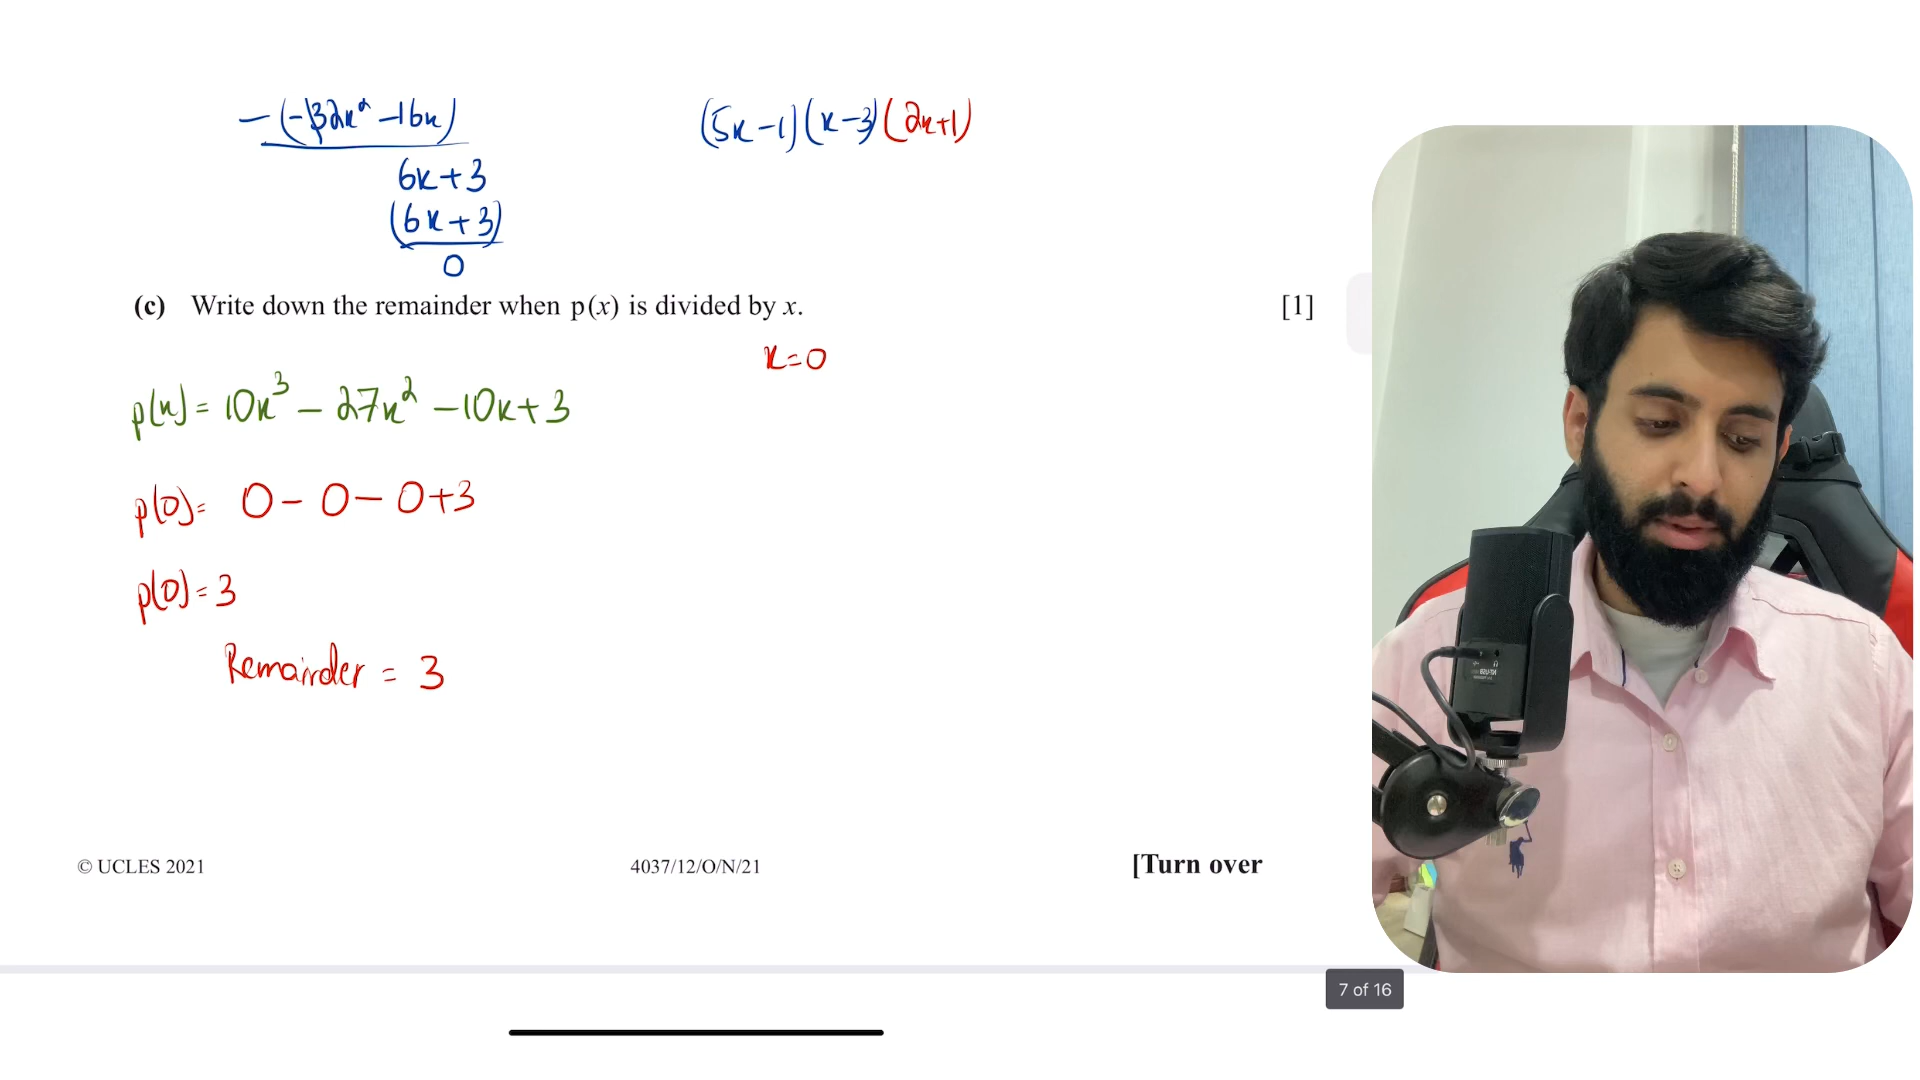 -(-32x² -16x)
(5x-1)(x-3)(2x+1)
6x+3
(6x+3)
0
(c) Write down the remainder when p(x) is divided by x. [1]
x=0
p(x) = 10x³ - 27x² -10x+3
p(0)= 0 - 0 - 0+3
p(0)=3
Remainder = 3
© UCLES 2021 4037/12/O/N/21 [Turn over
7 of 16